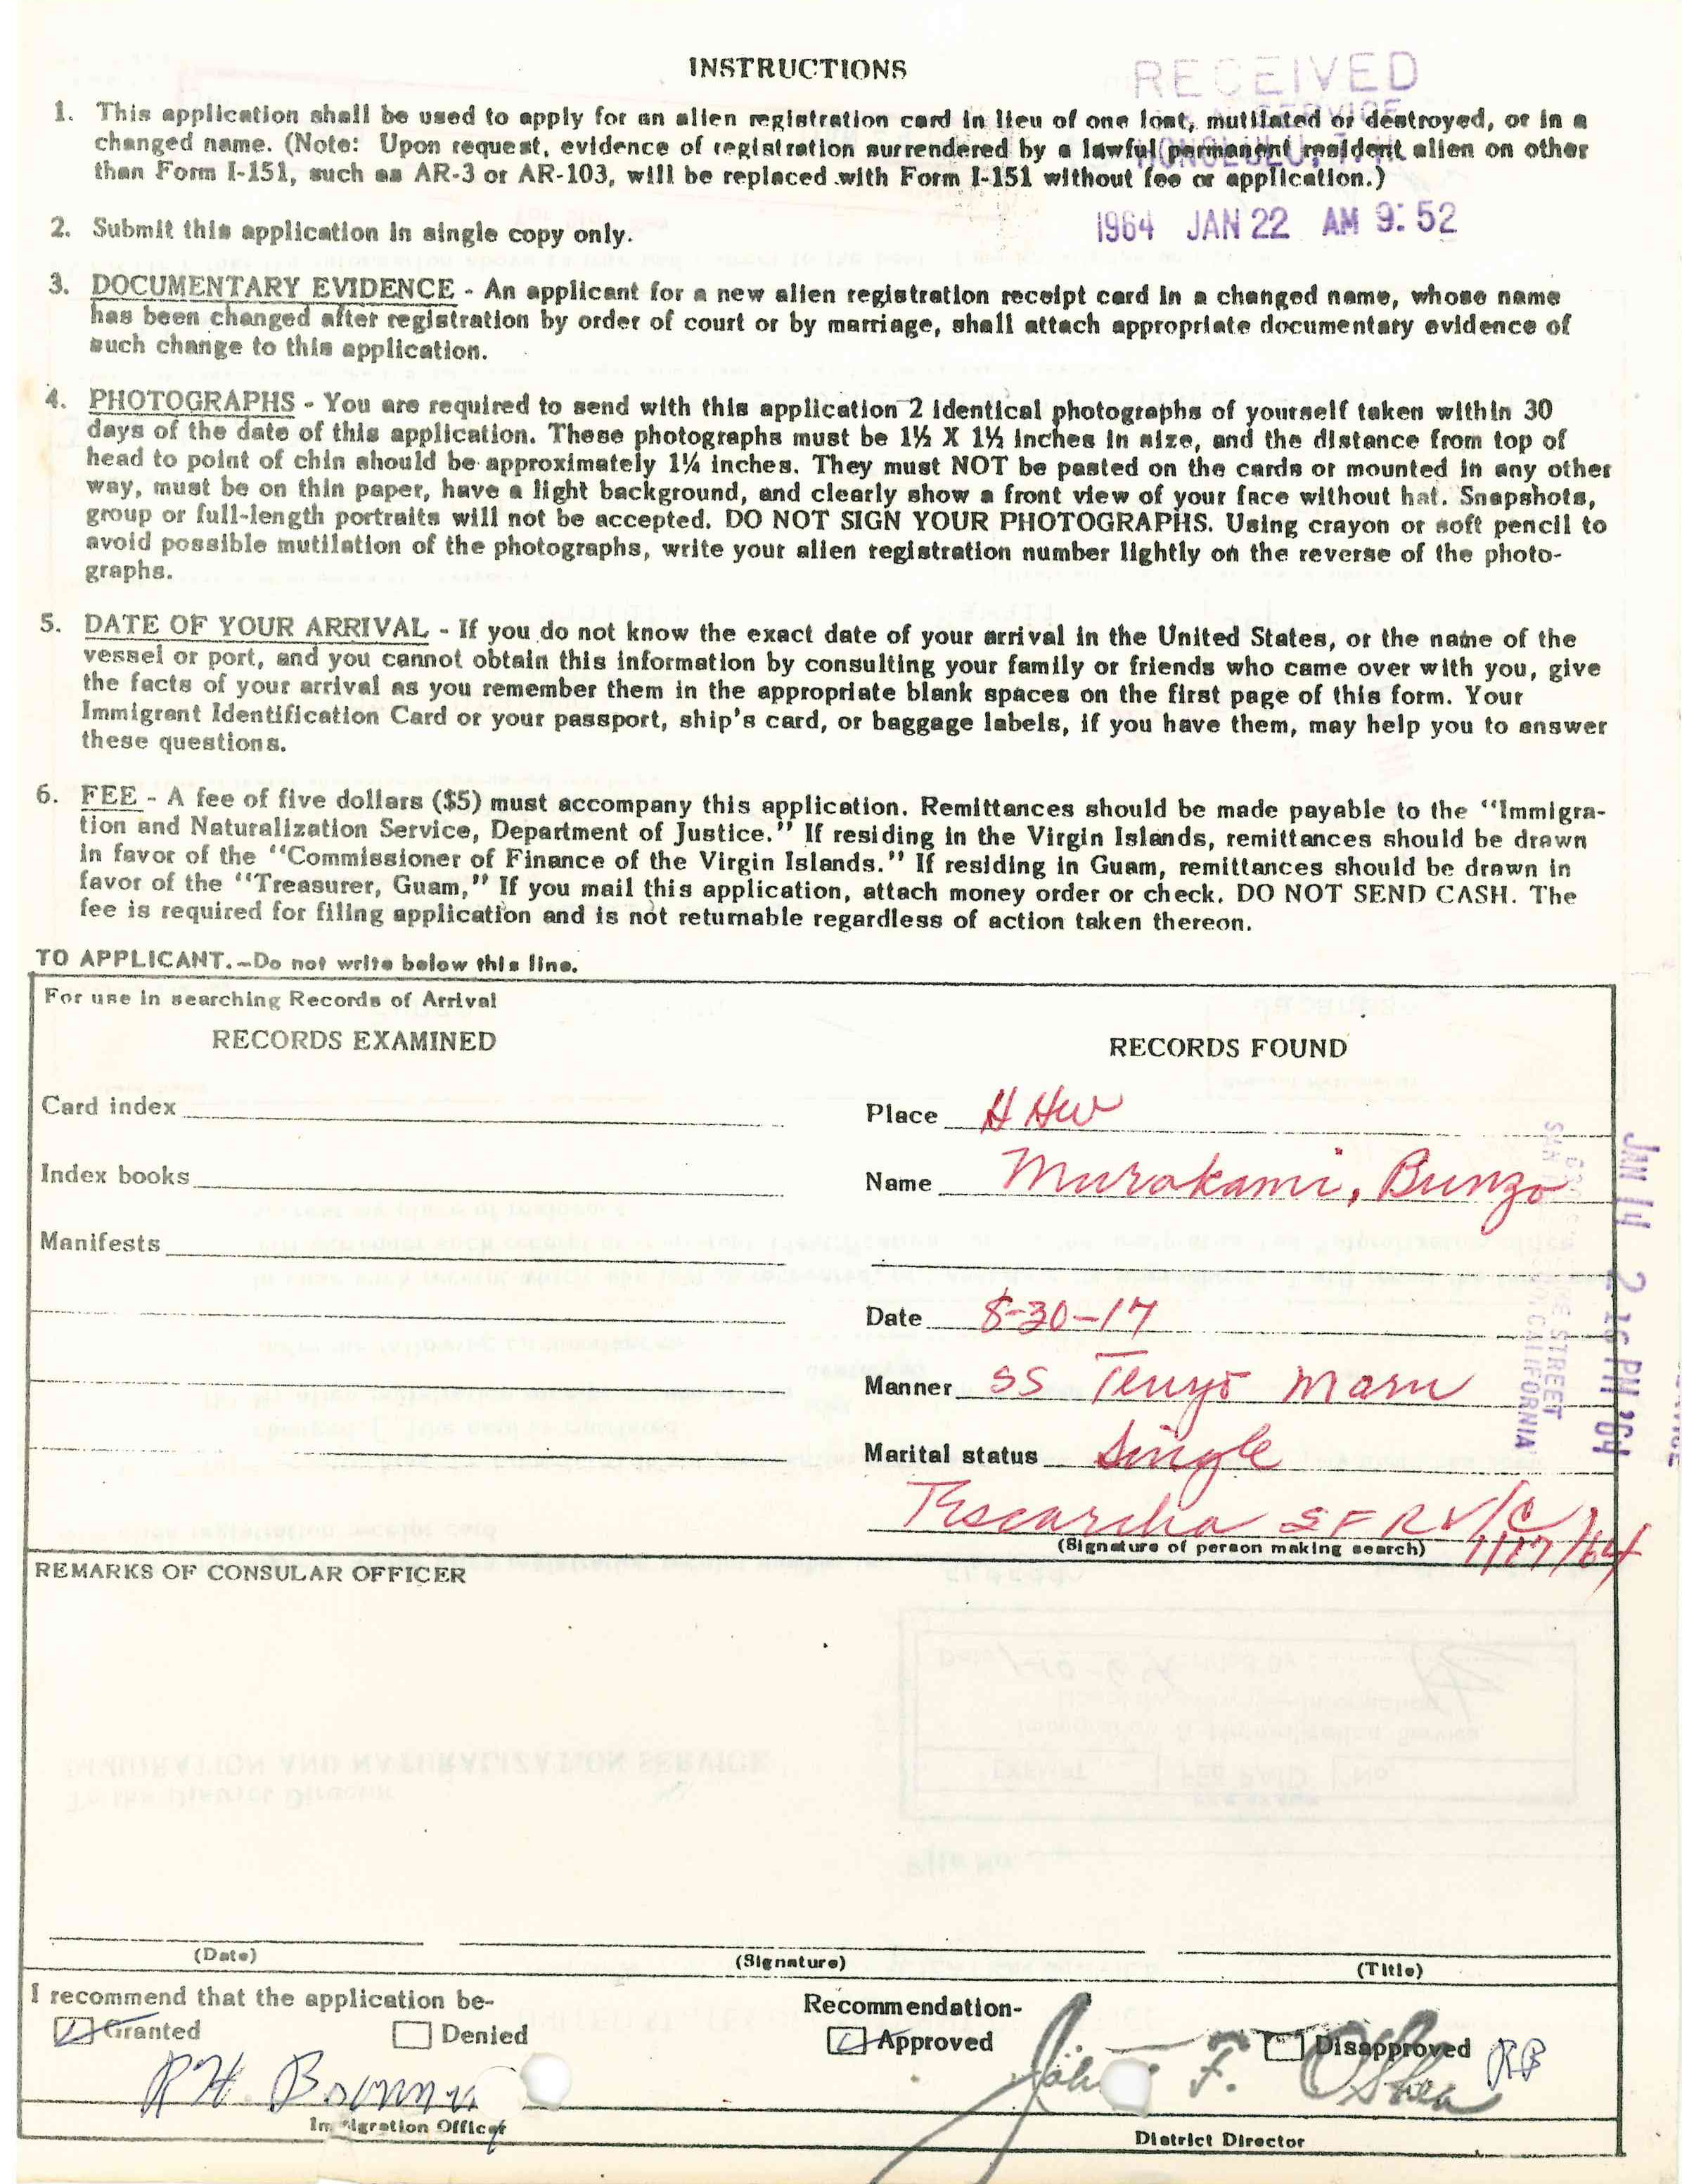 INSTRUCTIONS
RECEIVED
SERVICE
HONOLULU, T. H.
1964 JAN 22 AM 9:52
1. This application shall be used to apply for an alien registration card in lieu of one lost, mutilated or destroyed, or in a
changed name. (Note: Upon request, evidence of registration surrendered by a lawful permanent resident alien on other
than Form I-151, such as AR-3 or AR-103, will be replaced with Form I-151 without fee or application.)
2. Submit this application in single copy only.
3. DOCUMENTARY EVIDENCE - An applicant for a new alien registration receipt card in a changed name, whose name
has been changed after registration by order of court or by marriage, shall attach appropriate documentary evidence of
such change to this application.
4. PHOTOGRAPHS - You are required to send with this application 2 identical photographs of yourself taken within 30
days of the date of this application. These photographs must be 1½ X 1½ inches in size, and the distance from top of
head to point of chin should be approximately 1¼ inches. They must NOT be pasted on the cards or mounted in any other
way, must be on thin paper, have a light background, and clearly show a front view of your face without hat. Snapshots,
group or full-length portraits will not be accepted. DO NOT SIGN YOUR PHOTOGRAPHS. Using crayon or soft pencil to
avoid possible mutilation of the photographs, write your alien registration number lightly on the reverse of the photo-
graphs.
5. DATE OF YOUR ARRIVAL - If you do not know the exact date of your arrival in the United States, or the name of the
vessel or port, and you cannot obtain this information by consulting your family or friends who came over with you, give
the facts of your arrival as you remember them in the appropriate blank spaces on the first page of this form. Your
Immigrant Identification Card or your passport, ship's card, or baggage labels, if you have them, may help you to answer
these questions.
6. FEE - A fee of five dollars ($5) must accompany this application. Remittances should be made payable to the "Immigra-
tion and Naturalization Service, Department of Justice." If residing in the Virgin Islands, remittances should be drawn
in favor of the "Commissioner of Finance of the Virgin Islands." If residing in Guam, remittances should be drawn in
favor of the "Treasurer, Guam," If you mail this application, attach money order or check. DO NOT SEND CASH. The
fee is required for filing application and is not returnable regardless of action taken thereon.
TO APPLICANT.-Do not write below this line.
For use in searching Records of Arrival
RECORDS EXAMINED
RECORDS FOUND
Card index
Place H Hw
Index books
Name Murakami, Bunzo
Manifests
Date 8-30-17
Manner SS Tenyo Maru
Marital status Single
SF RV/C
1/17/64
(Signature of person making search)
STREET
CALIFORNIA
JAN 14 2 16 PM '64
REMARKS OF CONSULAR OFFICER
(Date)
(Signature)
(Title)
I recommend that the application be-
Granted
Denied
Recommendation-
Approved
Disapproved
RB
John F. O'Shea
Immigration Officer
District Director